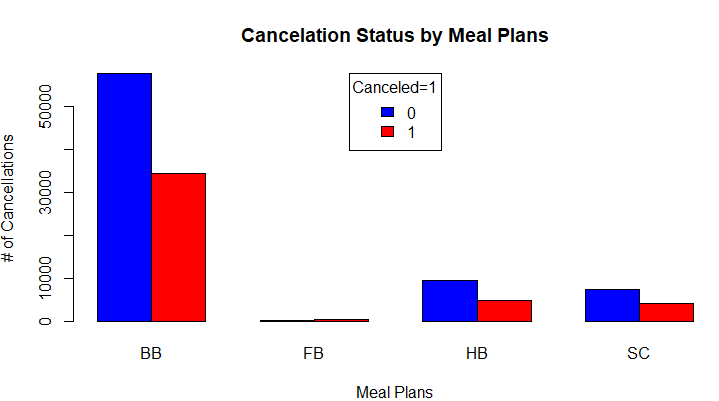 Cancelation Status by Meal Plans
Canceled=1
0
1
# of Cancellations
50000
30000
10000
0
BB
FB
HB
SC
Meal Plans